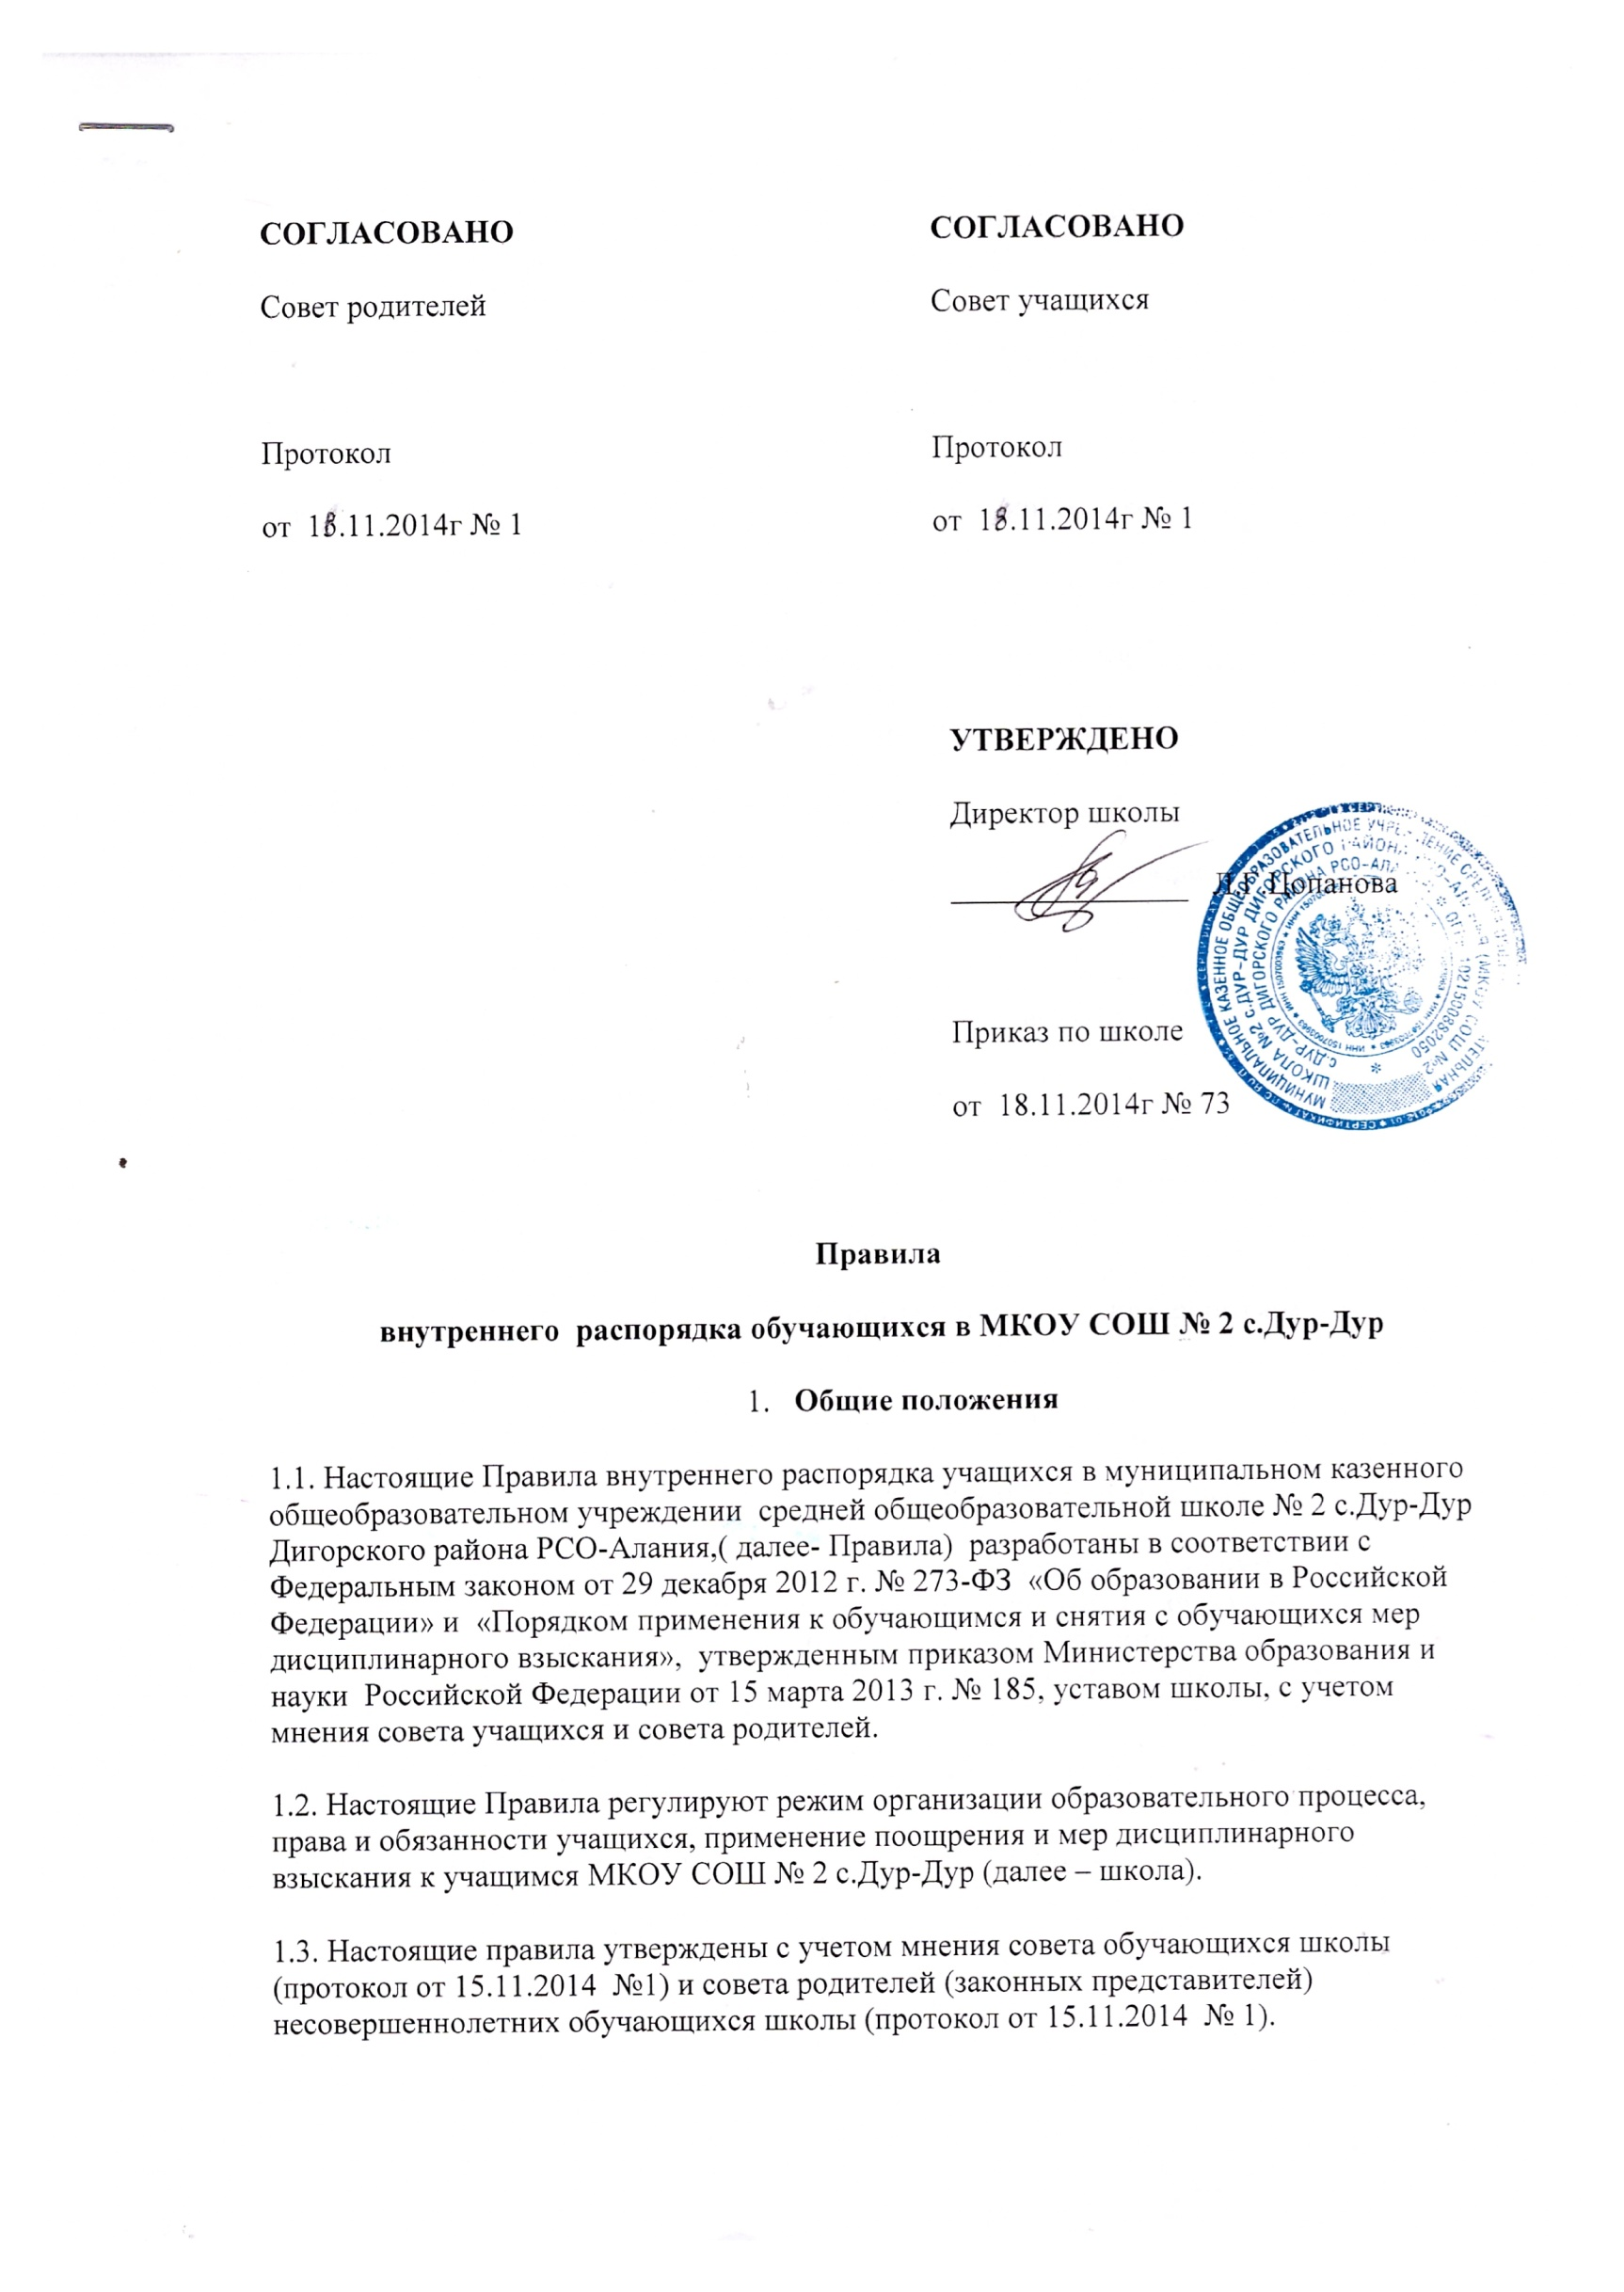 СОГЛАСОВАНО
Совет родителей
Протокол
от 18.11.2014г № 1
СОГЛАСОВАНО
Совет учащихся
Протокол
от 18.11.2014г № 1
УТВЕРЖДЕНО
Директор школы
Цопанова
Приказ по школе
от 18.11.2014г № 73
Правила
внутреннего распорядка обучающихся в МКОУ СОШ № 2 с.Дур-Дур
1. Общие положения
1.1. Настоящие Правила внутреннего распорядка учащихся в муниципальном казенного
общеобразовательном учреждении средней общеобразовательной школе № 2 с.Дур-Дур
Дигорского района РСО-Алания,( далее- Правила) разработаны в соответствии с
Федеральным законом от 29 декабря 2012 г. № 273-ФЗ «Об образовании в Российской
Федерации» и «Порядком применения к обучающимся и снятия с обучающихся мер
дисциплинарного взыскания», утвержденным приказом Министерства образования и
науки Российской Федерации от 15 марта 2013 г. № 185, уставом школы, с учетом
мнения совета учащихся и совета родителей.
1.2. Настоящие Правила регулируют режим организации образовательного процесса,
права и обязанности учащихся, применение поощрения и мер дисциплинарного
взыскания к учащимся МКОУ СОШ № 2 с.Дур-Дур (далее – школа).
1.3. Настоящие правила утверждены с учетом мнения совета обучающихся школы
(протокол от 15.11.2014 №1) и совета родителей (законных представителей)
несовершеннолетних обучающихся школы (протокол от 15.11.2014 № 1).